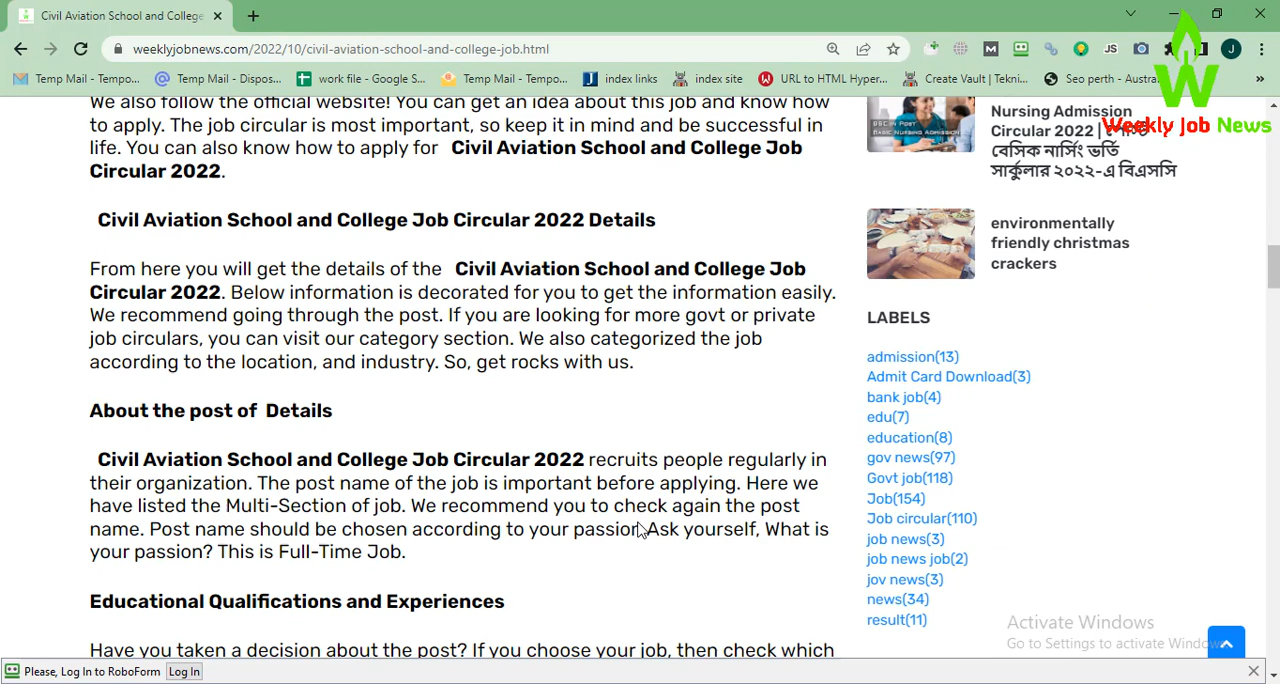 Civil Aviation School and College
weeklyjobnews.com/2022/10/civil-aviation-school-and-college-job.html
M
JS
J
Temp Mail - Tempo...
Temp Mail - Dispos...
work file - Google S...
Temp Mail - Tempo...
index links
index site
URL to HTML Hyper...
Create Vault | Tekni...
Seo perth - Austra
»
W
Weekly Job News
We also follow the official website! You can get an idea about this job and know how
to apply. The job circular is most important, so keep it in mind and be successful in
life. You can also know how to apply for Civil Aviation School and College Job
Circular 2022.
Civil Aviation School and College Job Circular 2022 Details
From here you will get the details of the Civil Aviation School and College Job
Circular 2022. Below information is decorated for you to get the information easily.
We recommend going through the post. If you are looking for more govt or private
job circulars, you can visit our category section. We also categorized the job
according to the location, and industry. So, get rocks with us.
About the post of Details
Civil Aviation School and College Job Circular 2022 recruits people regularly in
their organization. The post name of the job is important before applying. Here we
have listed the Multi-Section of job. We recommend you to check again the post
name. Post name should be chosen according to your passion. Ask yourself, What is
your passion? This is Full-Time Job.
Educational Qualifications and Experiences
Have you taken a decision about the post? If you choose your job, then check which
BSC IN POST
BASIC NURSING ADMISSION
Nursing Admission
Circular 2022 |
বেসিক নার্সিং ভর্তি
সার্কুলার ২০২২-এ বিএসসি
environmentally
friendly christmas
crackers
LABELS
admission(13)
Admit Card Download(3)
bank job(4)
edu(7)
education(8)
gov news(97)
Govt job(118)
Job(154)
Job circular(110)
job news(3)
job news job(2)
jov news(3)
news(34)
result(11)
Activate Windows
Go to Settings to activate Windows.
Please, Log In to RoboForm Log In